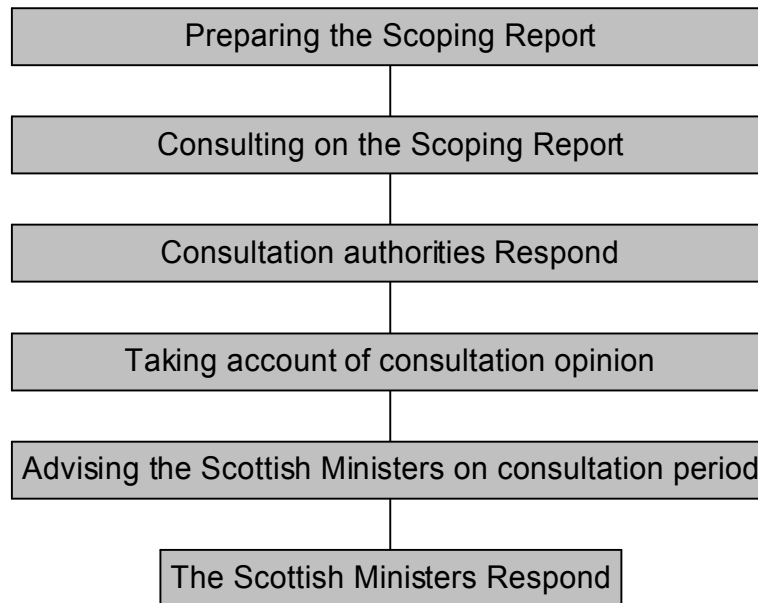 Preparing the Scoping Report
Consulting on the Scoping Report
Consultation authorities Respond
Taking account of consultation opinion
Advising the Scottish Ministers on consultation period
The Scottish Ministers Respond